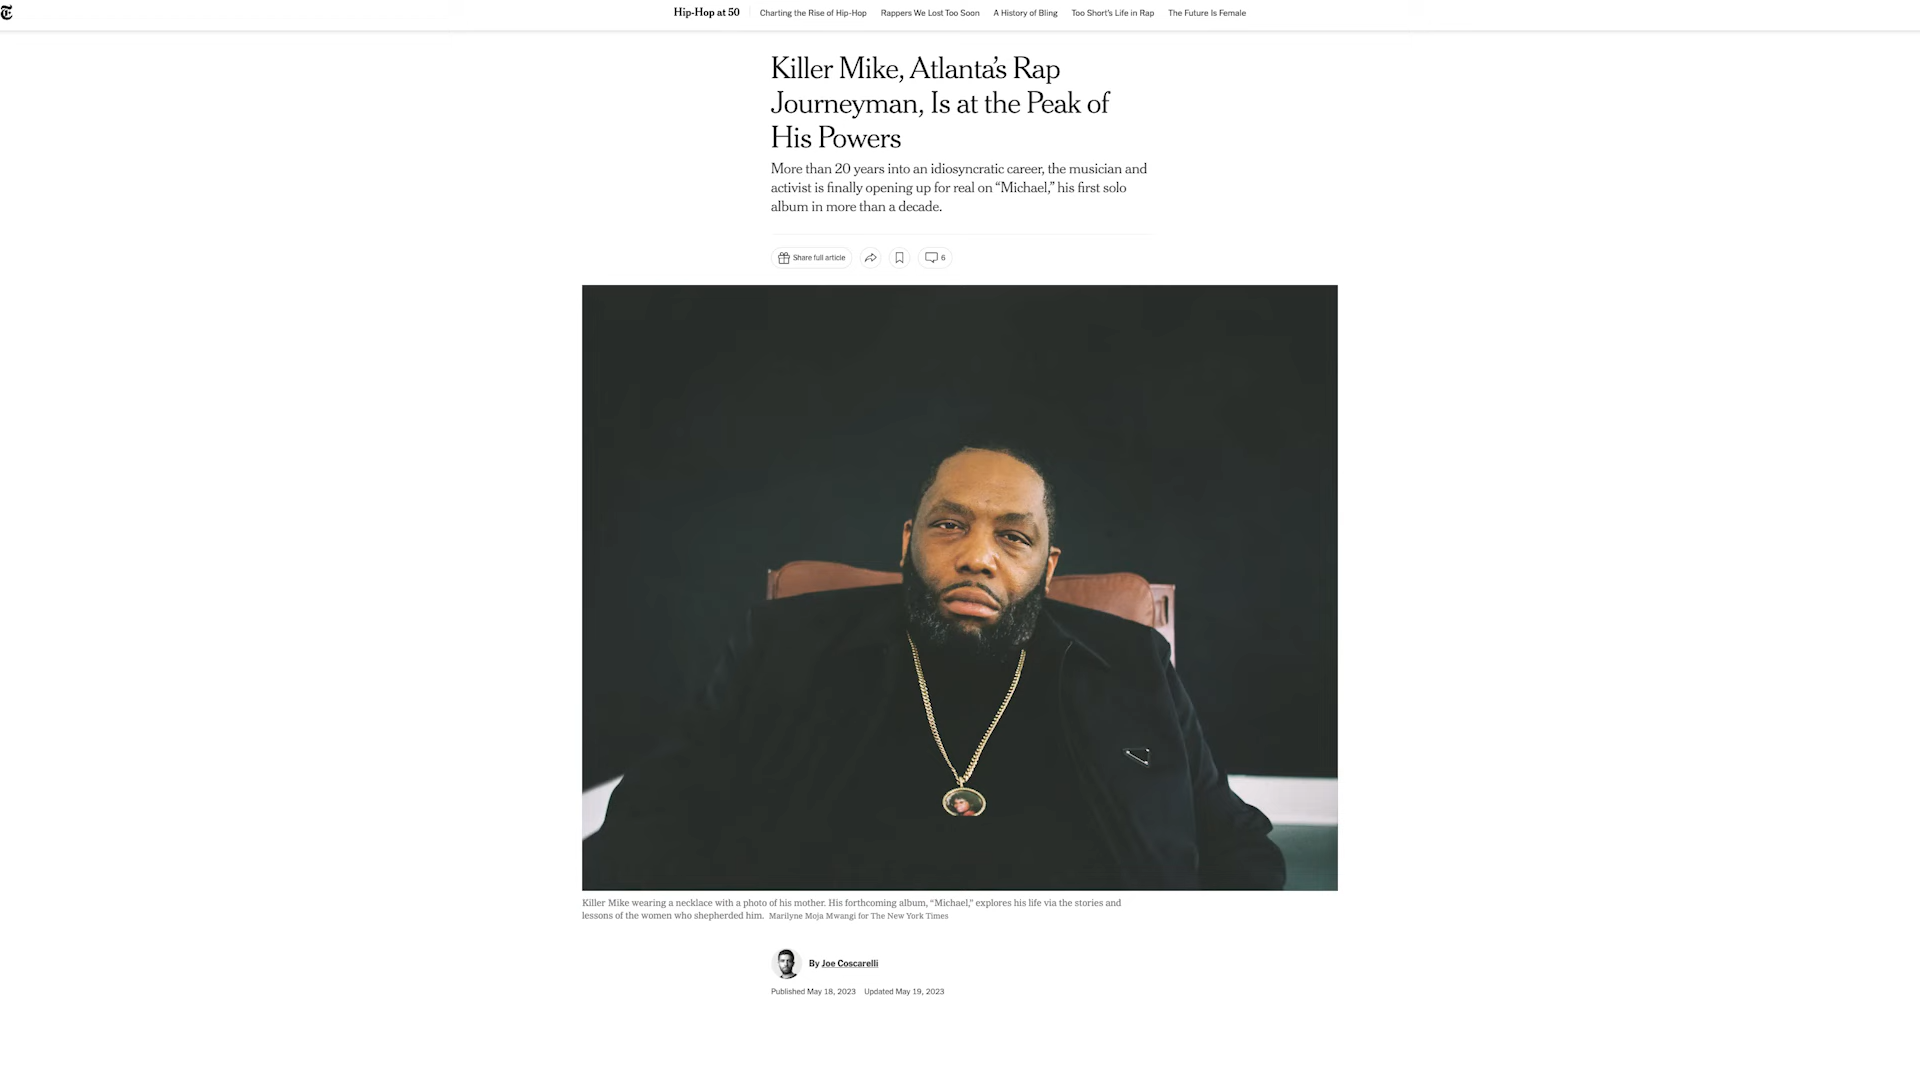 Hip-Hop at 50 Charting the Rise of Hip-Hop Rappers We Lost Too Soon A History of Bling Too Short's Life in Rap The Future Is Female
Killer Mike, Atlanta's Rap
Journeyman, Is at the Peak of
His Powers
More than 20 years into an idiosyncratic career, the musician and
activist is finally opening up for real on “Michael,” his first solo
album in more than a decade.
Share full article 6
Killer Mike wearing a necklace with a photo of his mother. His forthcoming album, “Michael,” explores his life via the stories and
lessons of the women who shepherded him. Marilyne Moja Mwangi for The New York Times
By Joe Coscarelli
Published May 18, 2023 Updated May 19, 2023